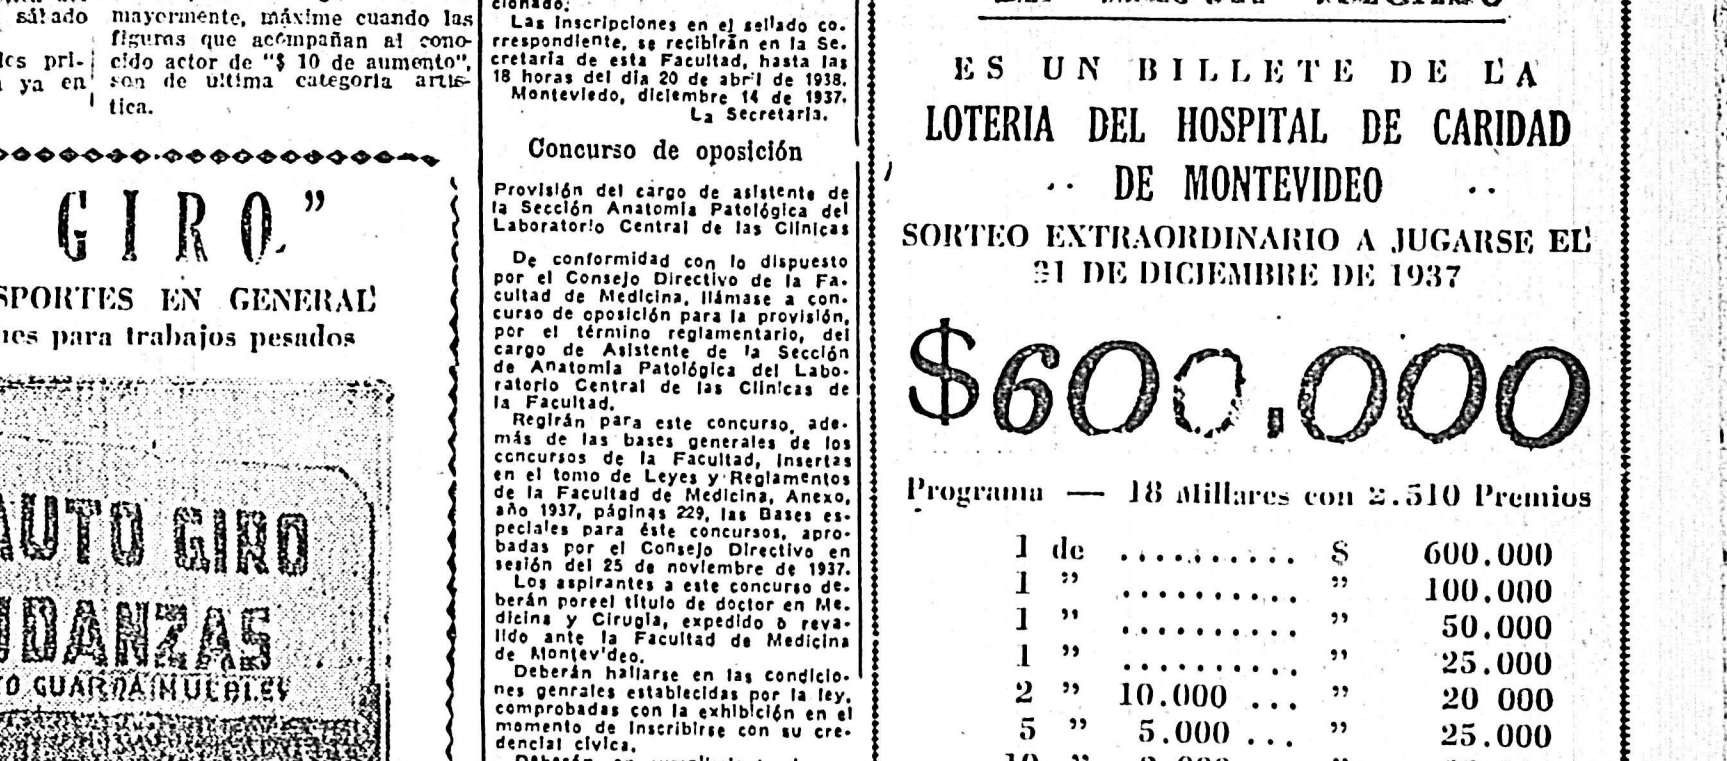 sábado
pri-
ya en
mayormente, máxime cuando las
figuras que acompañan al cono-
cido actor de "$ 10 de aumento",
son de última categoría artís-
tica.
GIRO"
EN GENERAL
para trabajos pesados
AUTO GIRO
Las inscripciones en el sellado co-
rrespondiente, se recibirán en la Se-
cretaría de esta Facultad, hasta las
18 horas del día 20 de abril de 1938.
Montevideo, diciembre 14 de 1937.
La Secretaría.
Concurso de oposición
Provisión del cargo de asistente de
la Sección Anatomia Patológica del
Laboratorio Central de las Clínicas
De conformidad con lo dispuesto
por el Consejo Directivo de la Fa-
cultad de Medicina, llámase a con-
curso de oposición para la provisión,
por el término reglamentario, del
cargo de Asistente de la Sección
de Anatomia Patológica del Labo-
ratorio Central de las Clínicas de
la Facultad.
Regirán para este concurso, ade-
más de las bases generales de los
concursos de la Facultad, insertas
en el tomo de Leyes y Reglamentos
de la Facultad de Medicina, Anexo,
año 1937, páginas 229, las Bases es-
peciales para éste concursos, apro-
badas por el Consejo Directivo en
sesión del 25 de noviembre de 1937.
Los aspirantes a este concurso de-
berán poreel título de doctor en Me-
dicina y Cirugía, expedido o reva-
lido ante la Facultad de Medicina
de Montev'deo.
Deberán hallarse en las condicio-
nes genrales establecidas por la ley,
comprobadas con la exhibición en el
momento de inscribirse con su cre-
dencial cívica.
ES UN BILLETE DE LA
LOTERIA DEL HOSPITAL DE CARIDAD
·· DE MONTEVIDEO ··
SORTEO EXTRAORDINARIO A JUGARSE EL
31 DE DICIEMBRE DE 1937
$600.000
Programa — 18 Millares con 2.510 Premios
1 de .......... $ 600.000
1 " .......... " 100.000
1 " .......... " 50.000
1 " .......... " 25.000
2 " 10.000 ... " 20 000
5 " 5.000 ... " 25.000